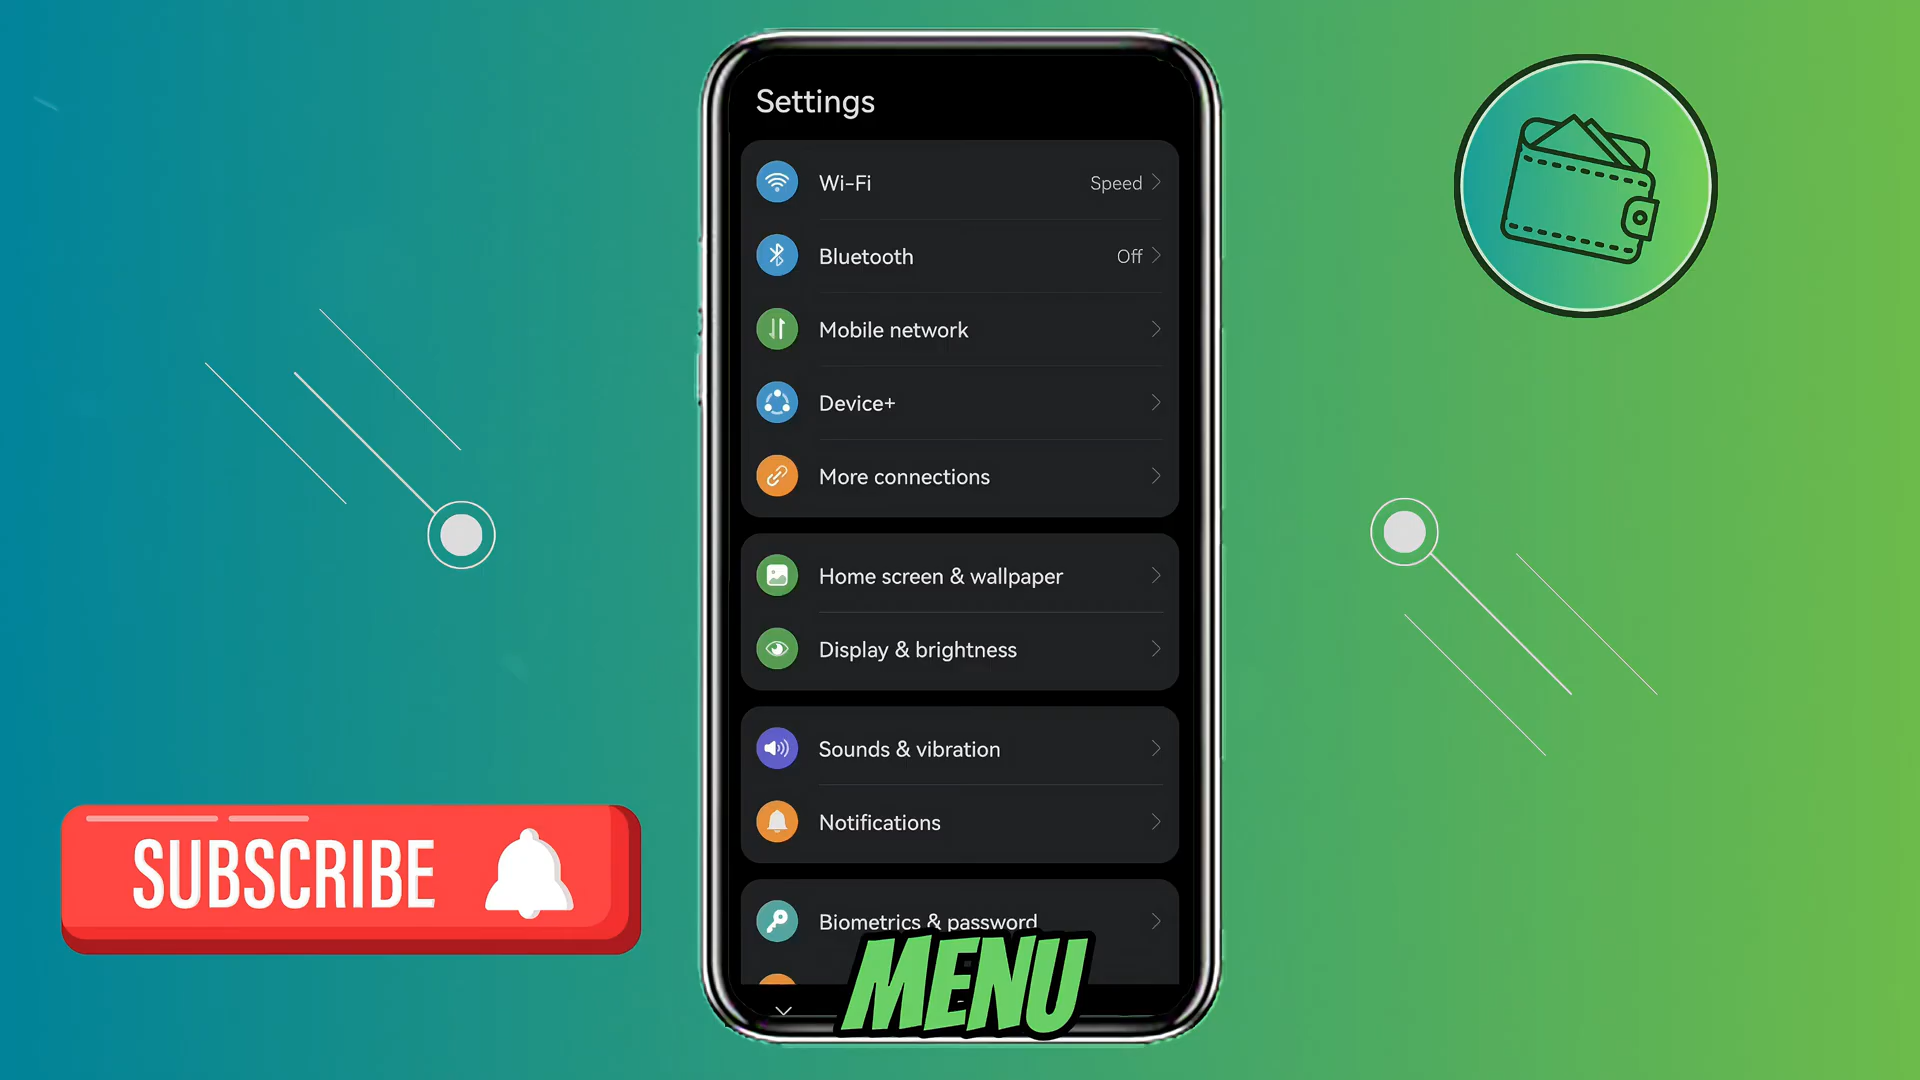 Settings
Wi-Fi Speed
Bluetooth Off
Mobile network
Device+
More connections
Home screen & wallpaper
Display & brightness
Sounds & vibration
Notifications
Biometrics & password
SUBSCRIBE
MENU